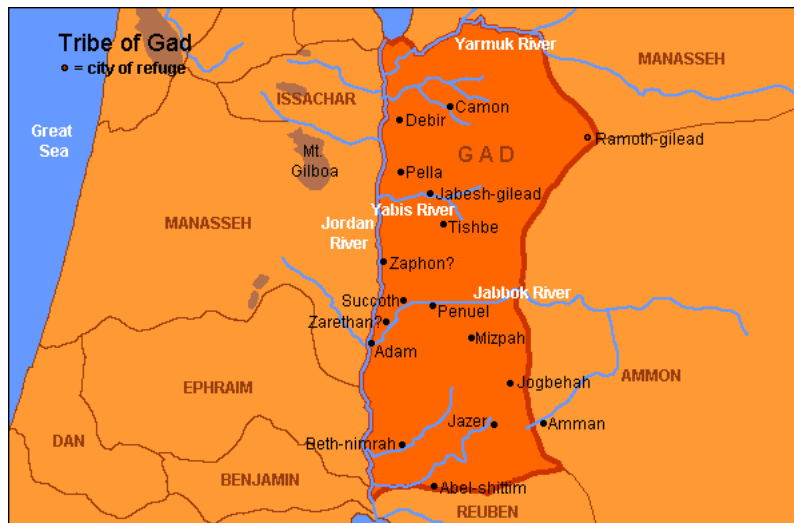 Tribe of Gad
= city of refuge
Yarmuk River
MANASSEH
ISSACHAR
Camon
Debir
Great
Sea
Ramoth-gilead
Mt.
Gilboa
GAD
Pella
Jabesh-gilead
Yabis River
MANASSEH
Jordan
River
Tishbe
Zaphon?
Succoth
Jabbok River
Penuel
Zarethan?
Mizpah
Adam
EPHRAIM
Jogbehah
AMMON
Jazer
Amman
DAN
Beth-nimrah
BENJAMIN
Abel-shittim
REUBEN